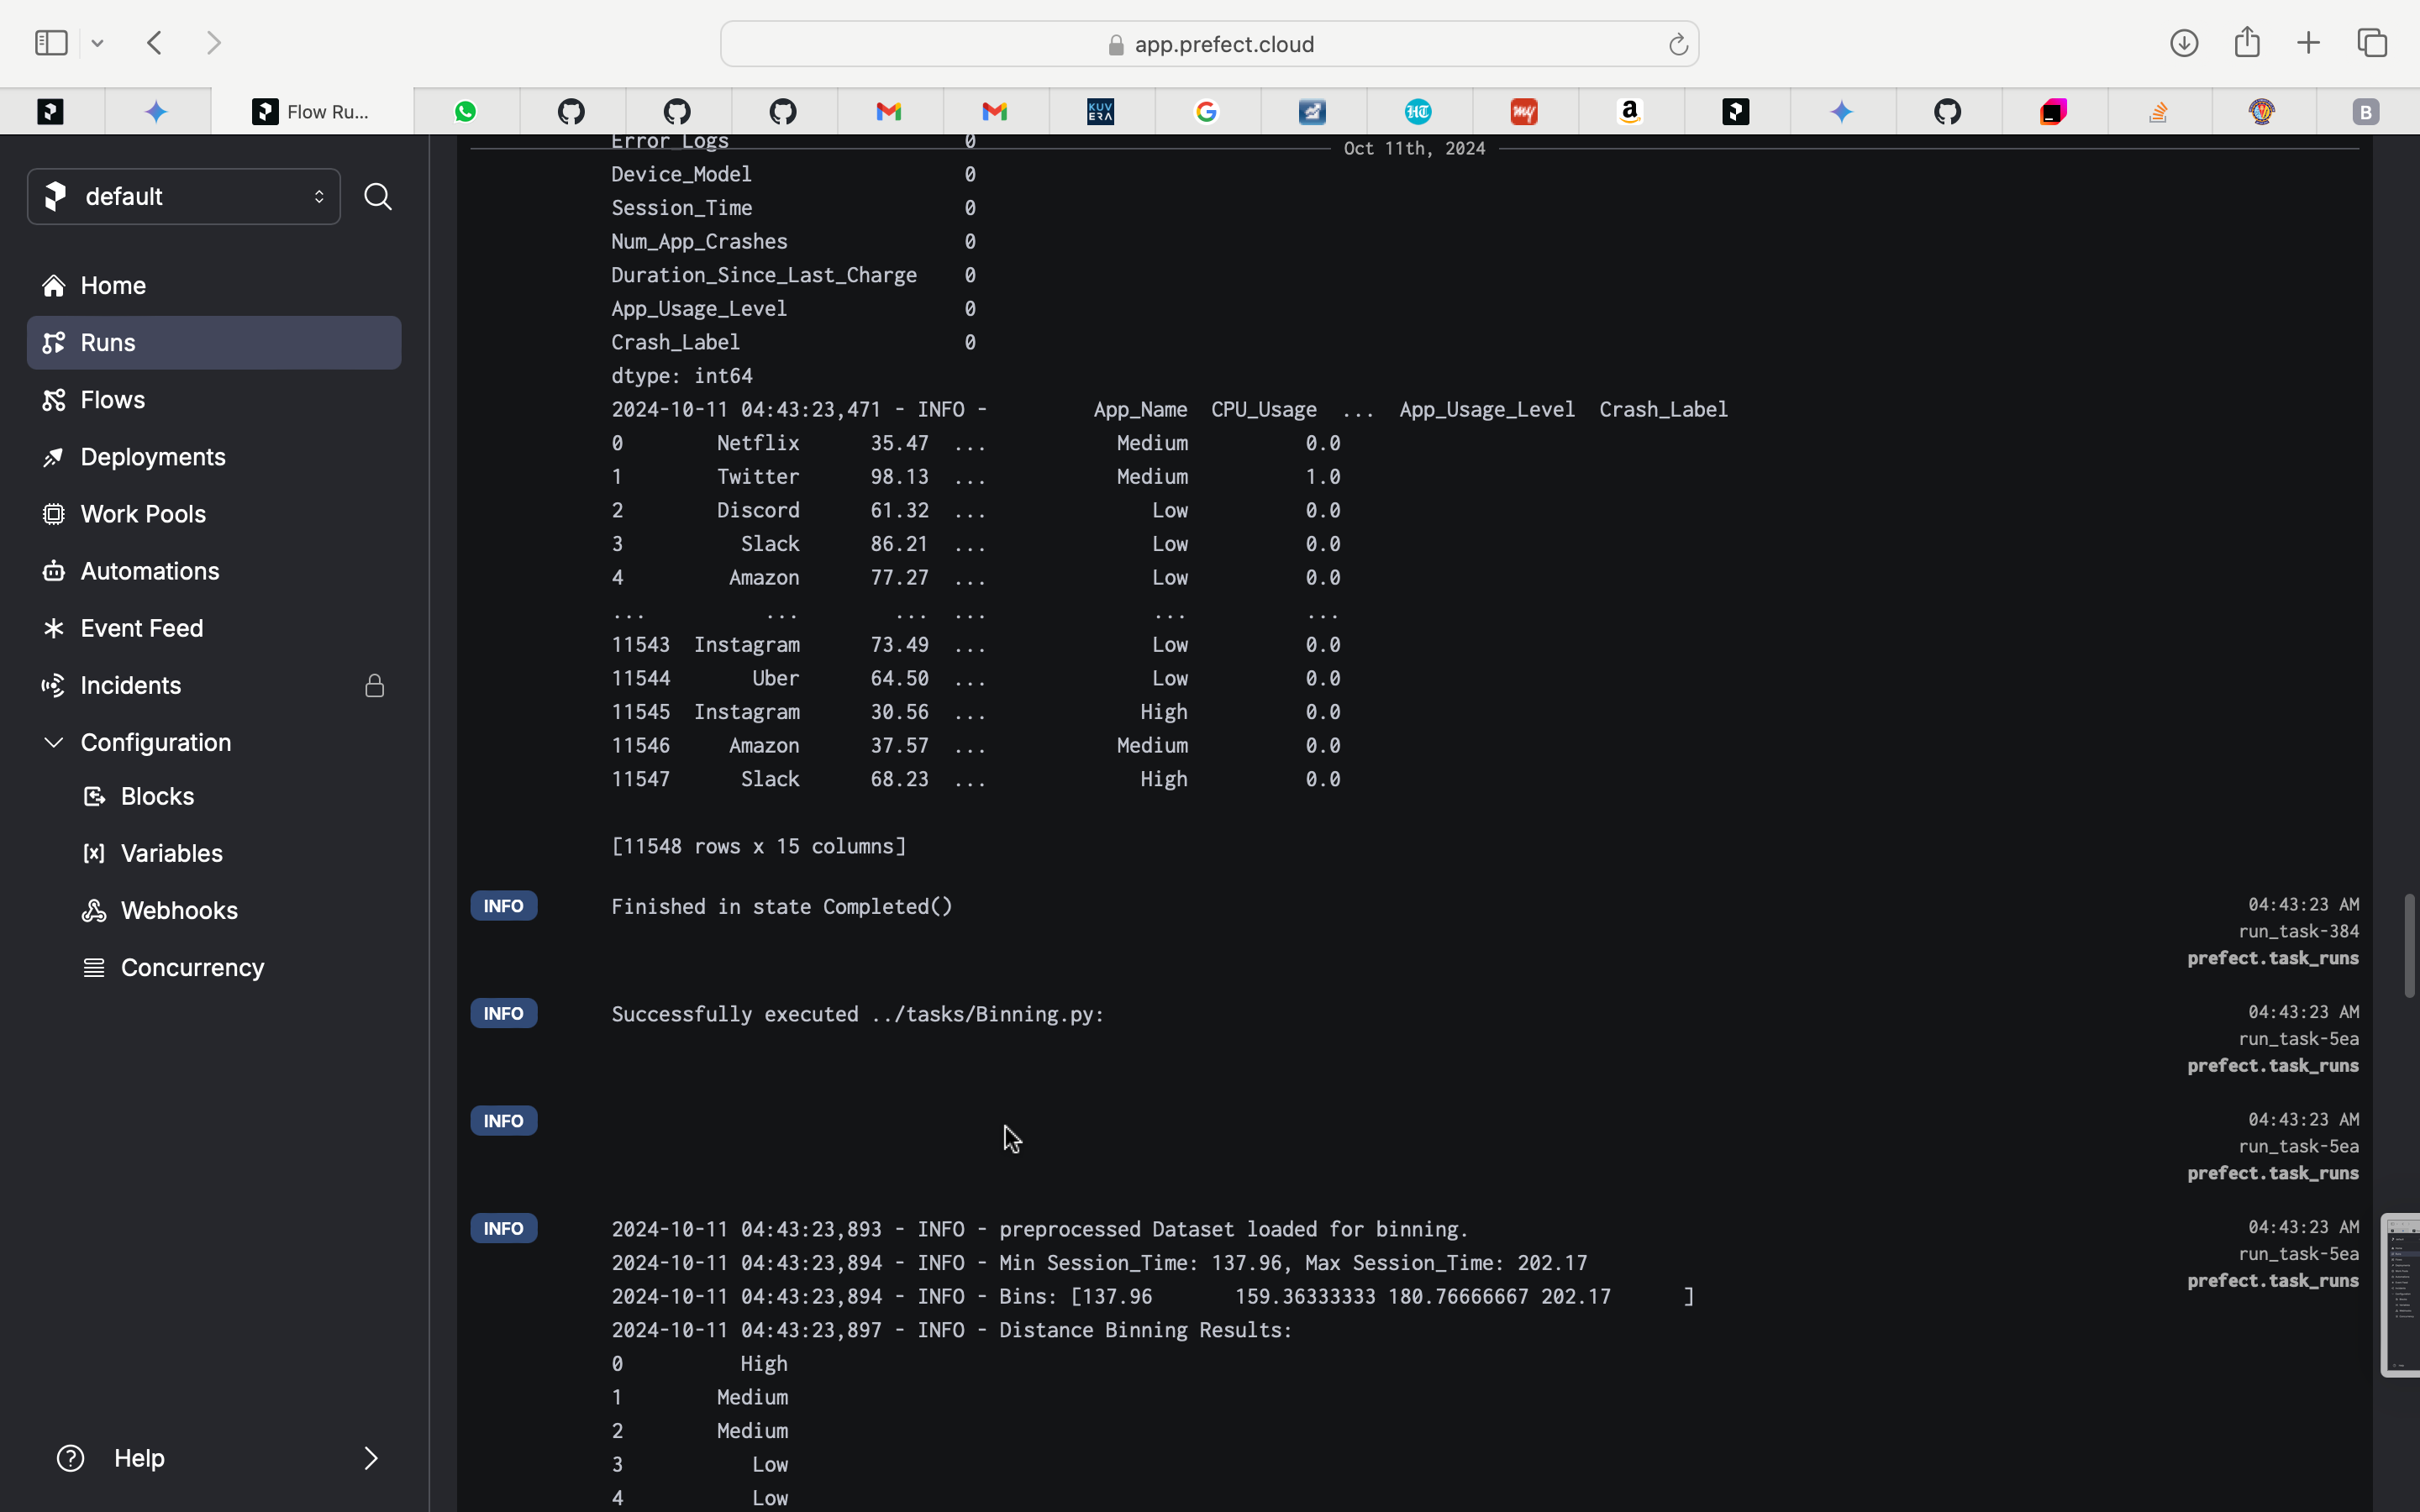 app.prefect.cloud
Flow Ru...
KUV
ERA
HT
my
a
B
default
Home
Runs
Flows
Deployments
Work Pools
Automations
Event Feed
Incidents
Configuration
Blocks
Variables
Webhooks
Concurrency
Help
Oct 11th, 2024
Error_Logs 0
Device_Model 0
Session_Time 0
Num_App_Crashes 0
Duration_Since_Last_Charge 0
App_Usage_Level 0
Crash_Label 0
dtype: int64
2024-10-11 04:43:23,471 - INFO - App_Name CPU_Usage ... App_Usage_Level Crash_Label
0 Netflix 35.47 ... Medium 0.0
1 Twitter 98.13 ... Medium 1.0
2 Discord 61.32 ... Low 0.0
3 Slack 86.21 ... Low 0.0
4 Amazon 77.27 ... Low 0.0
... ... ... ... ... ...
11543 Instagram 73.49 ... Low 0.0
11544 Uber 64.50 ... Low 0.0
11545 Instagram 30.56 ... High 0.0
11546 Amazon 37.57 ... Medium 0.0
11547 Slack 68.23 ... High 0.0
[11548 rows x 15 columns]
INFO Finished in state Completed() 04:43:23 AM
run_task-384
prefect.task_runs
INFO Successfully executed ../tasks/Binning.py: 04:43:23 AM
run_task-5ea
prefect.task_runs
INFO 04:43:23 AM
run_task-5ea
prefect.task_runs
INFO 2024-10-11 04:43:23,893 - INFO - preprocessed Dataset loaded for binning. 04:43:23 AM
run_task-5ea
prefect.task_runs
2024-10-11 04:43:23,894 - INFO - Min Session_Time: 137.96, Max Session_Time: 202.17
2024-10-11 04:43:23,894 - INFO - Bins: [137.96 159.36333333 180.76666667 202.17 ]
2024-10-11 04:43:23,897 - INFO - Distance Binning Results:
0 High
1 Medium
2 Medium
3 Low
4 Low